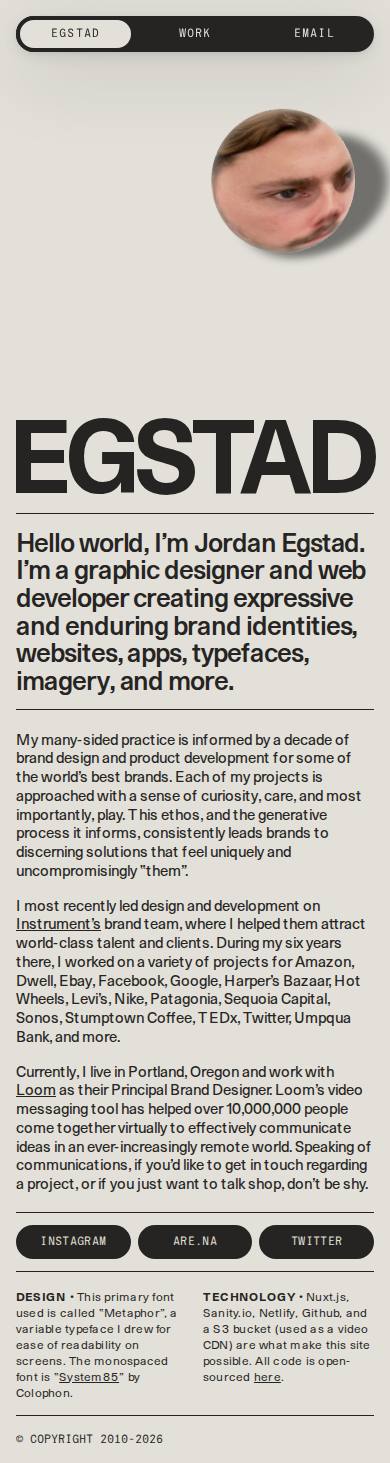 EGSTAD WORK EMAIL
EGSTAD
Hello world, I'm Jordan Egstad.
I'm a graphic designer and web
developer creating expressive
and enduring brand identities,
websites, apps, typefaces,
imagery, and more.
My many-sided practice is informed by a decade of
brand design and product development for some of
the world's best brands. Each of my projects is
approached with a sense of curiosity, care, and most
importantly, play. This ethos, and the generative
process it informs, consistently leads brands to
discerning solutions that feel uniquely and
uncompromisingly "them".
I most recently led design and development on
Instrument's brand team, where I helped them attract
world-class talent and clients. During my six years
there, I worked on a variety of projects for Amazon,
Dwell, Ebay, Facebook, Google, Harper's Bazaar, Hot
Wheels, Levi's, Nike, Patagonia, Sequoia Capital,
Sonos, Stumptown Coffee, TEDx, Twitter, Umpqua
Bank, and more.
Currently, I live in Portland, Oregon and work with
Loom as their Principal Brand Designer. Loom's video
messaging tool has helped over 10,000,000 people
come together virtually to effectively communicate
ideas in an ever-increasingly remote world. Speaking of
communications, if you'd like to get in touch regarding
a project, or if you just want to talk shop, don't be shy.
INSTAGRAM ARE.NA TWITTER
DESIGN • This primary font
used is called "Metaphor", a
variable typeface I drew for
ease of readability on
screens. The monospaced
font is "System85" by
Colophon.
TECHNOLOGY • Nuxt.js,
Sanity.io, Netlify, Github, and
a S3 bucket (used as a video
CDN) are what make this site
possible. All code is open-
sourced here.
© COPYRIGHT 2010-2026